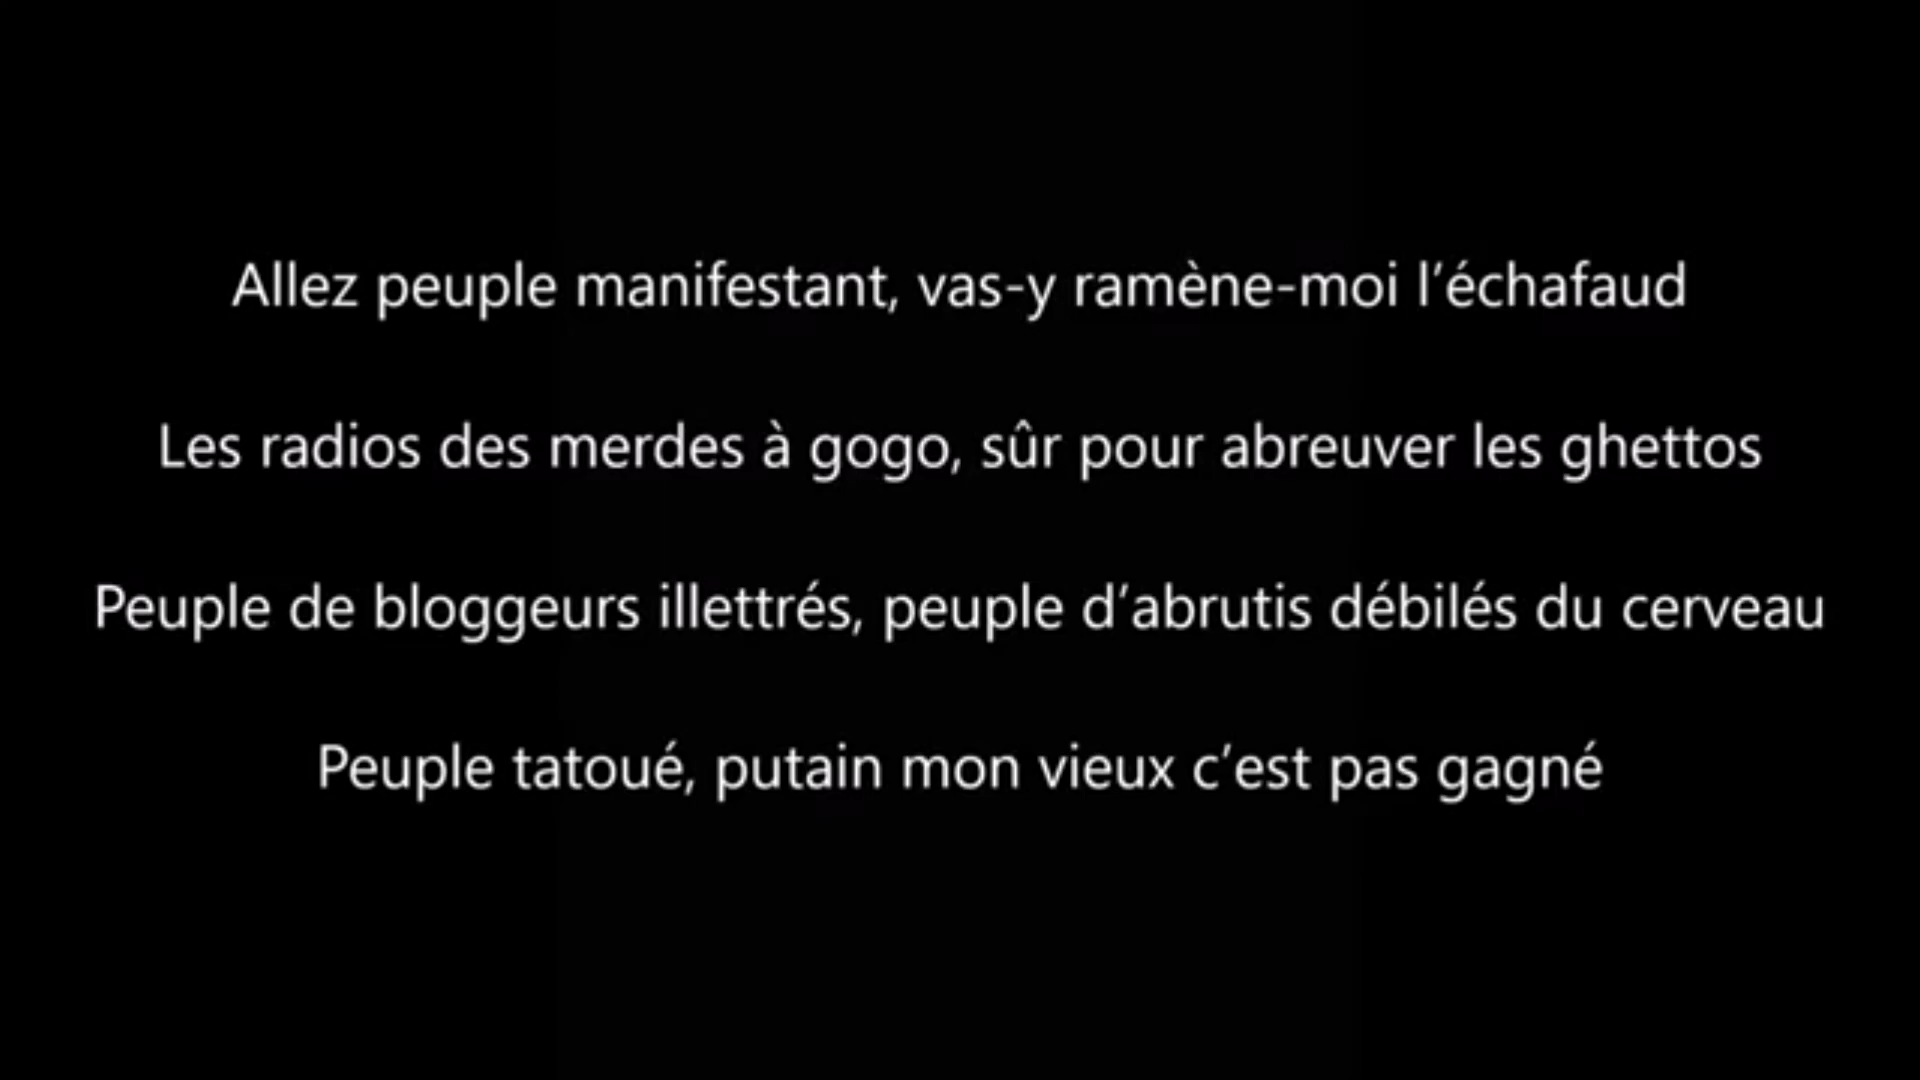 Allez peuple manifestant, vas-y ramène-moi l’échafaud
Les radios des merdes à gogo, sûr pour abreuver les ghettos
Peuple de bloggeurs illettrés, peuple d’abrutis débilés du cerveau
Peuple tatoué, putain mon vieux c’est pas gagné